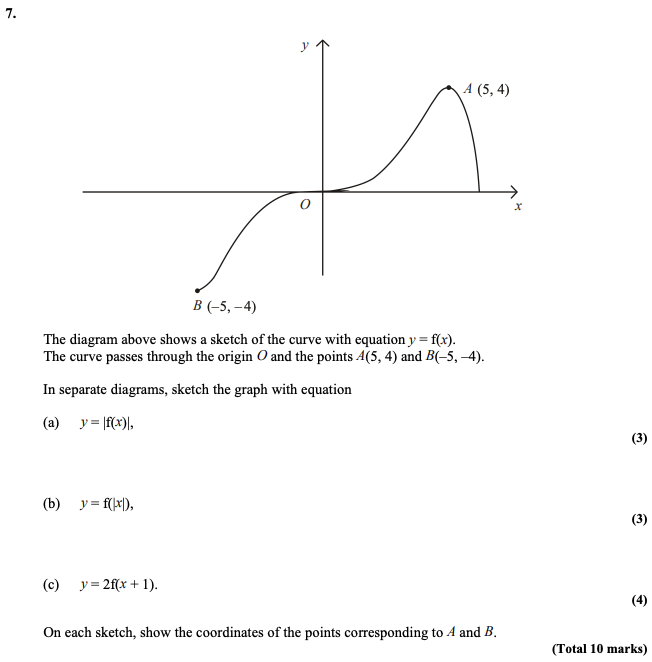 7.
y
A (5, 4)
O
x
B (–5, –4)
The diagram above shows a sketch of the curve with equation y = f(x).
The curve passes through the origin O and the points A(5, 4) and B(–5, –4).
In separate diagrams, sketch the graph with equation
(a) y = |f(x)|,
(3)
(b) y = f(|x|),
(3)
(c) y = 2f(x + 1).
(4)
On each sketch, show the coordinates of the points corresponding to A and B.
(Total 10 marks)